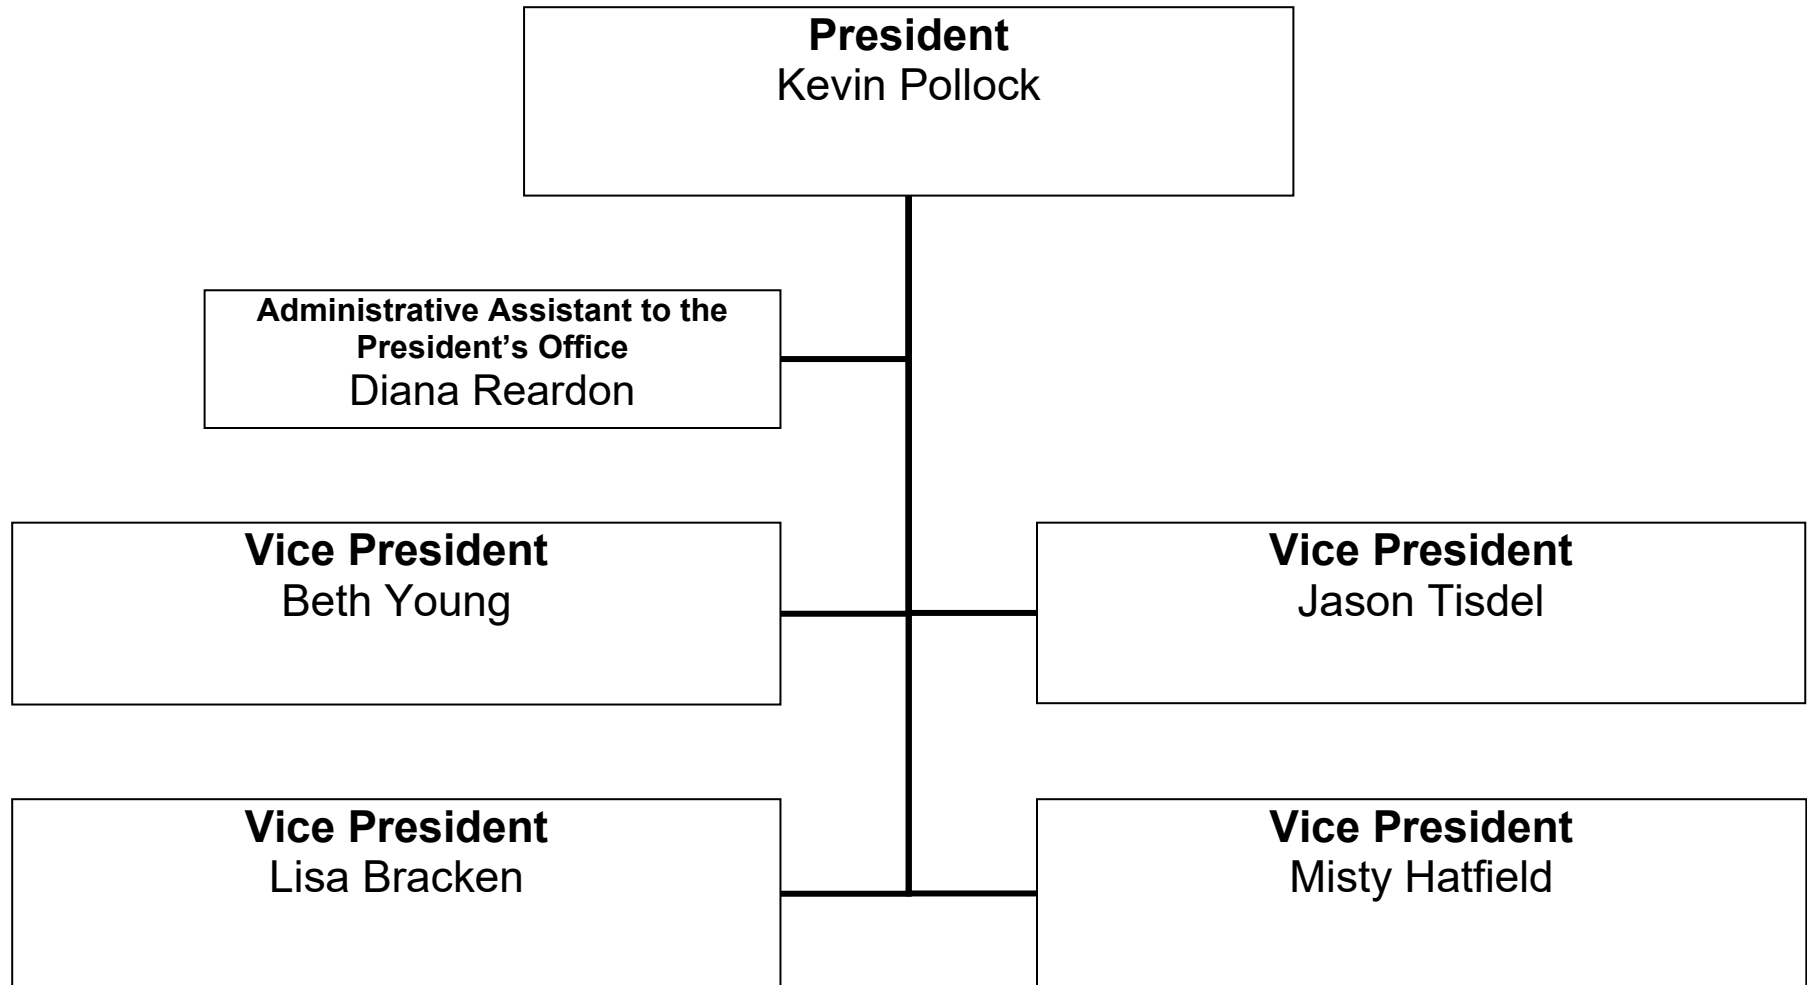 President
Kevin Pollock
Administrative Assistant to the
President’s Office
Diana Reardon
Vice President
Beth Young
Vice President
Jason Tisdel
Vice President
Lisa Bracken
Vice President
Misty Hatfield